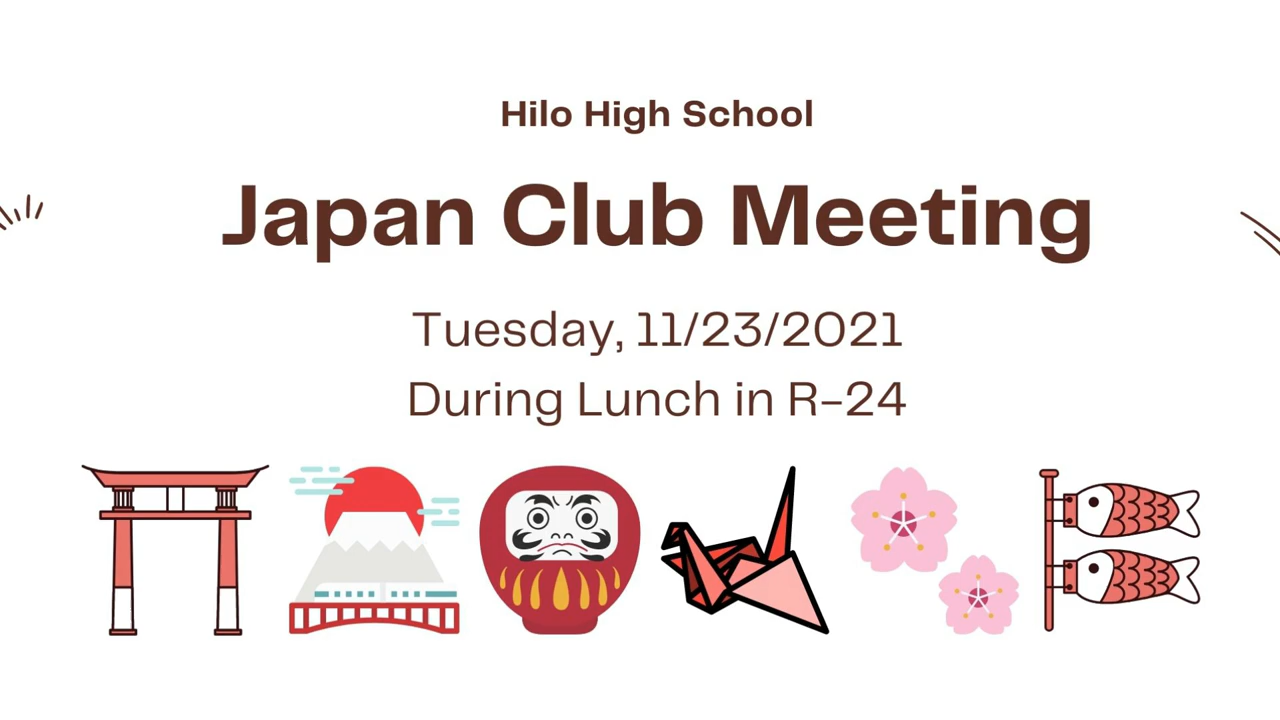 Hilo High School
Japan Club Meeting
Tuesday, 11/23/2021
During Lunch in R-24